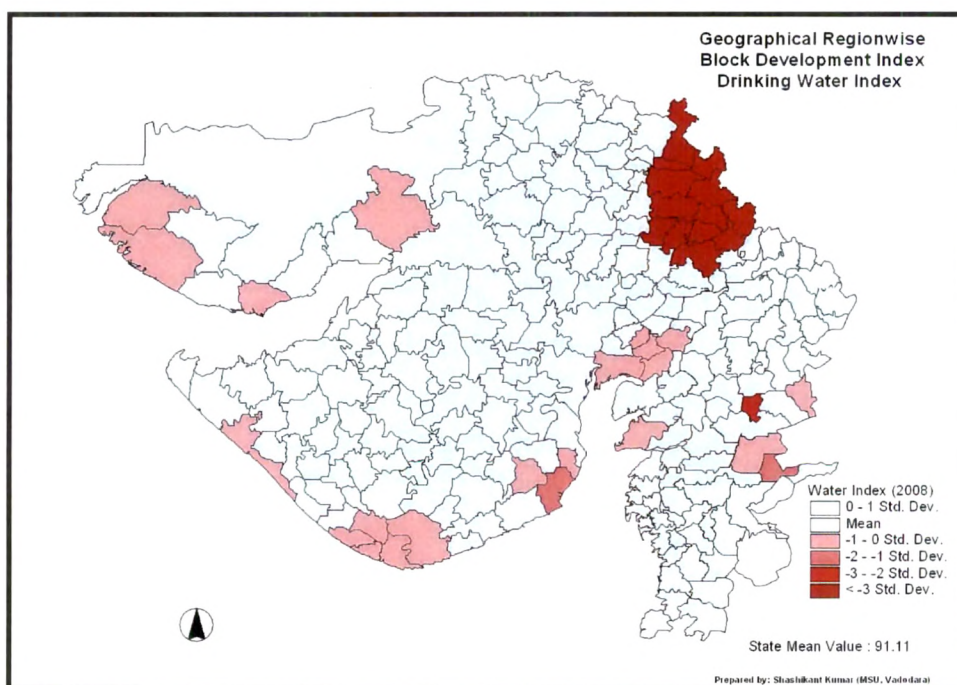 Geographical Regionwise
Block Development Index
Drinking Water Index
Water Index (2008)
0 - 1 Std. Dev.
Mean
-1 - 0 Std. Dev.
-2 - -1 Std. Dev.
-3 - -2 Std. Dev.
< -3 Std. Dev.
State Mean Value : 91.11
Prepared by: Shashikant Kumar (MSU, Vadodara)